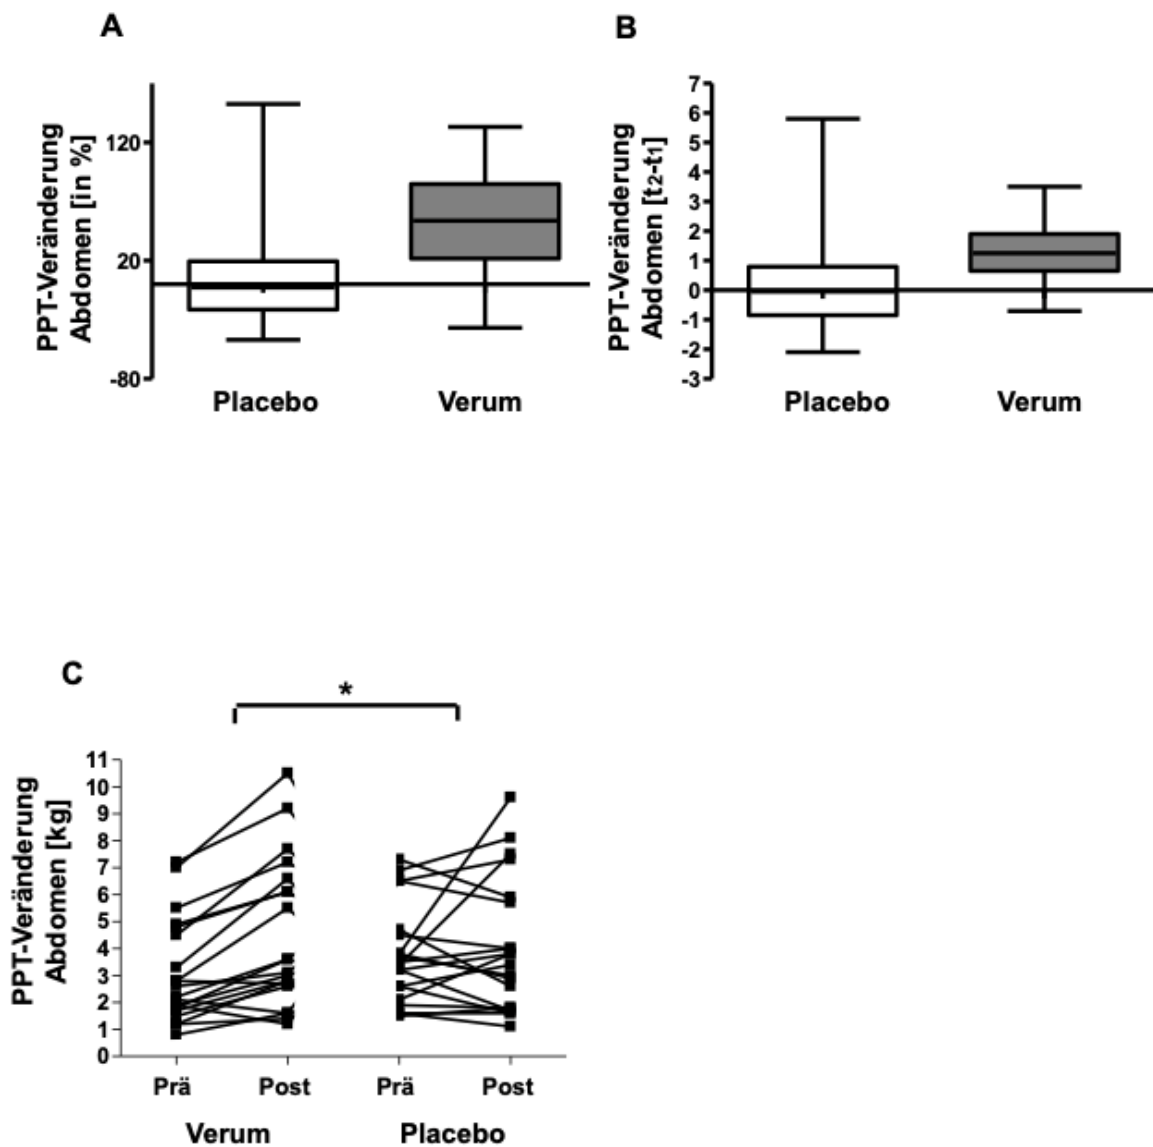 A
PPT-Veränderung
Abdomen [in %]
120
20
-80
Placebo
Verum
B
PPT-Veränderung
Abdomen [t2-t1]
7
6
5
4
3
2
1
0
-1
-2
-3
Placebo
Verum
C
*
PPT-Veränderung
Abdomen [kg]
11
10
9
8
7
6
5
4
3
2
1
0
Prä
Post
Prä
Post
Verum
Placebo